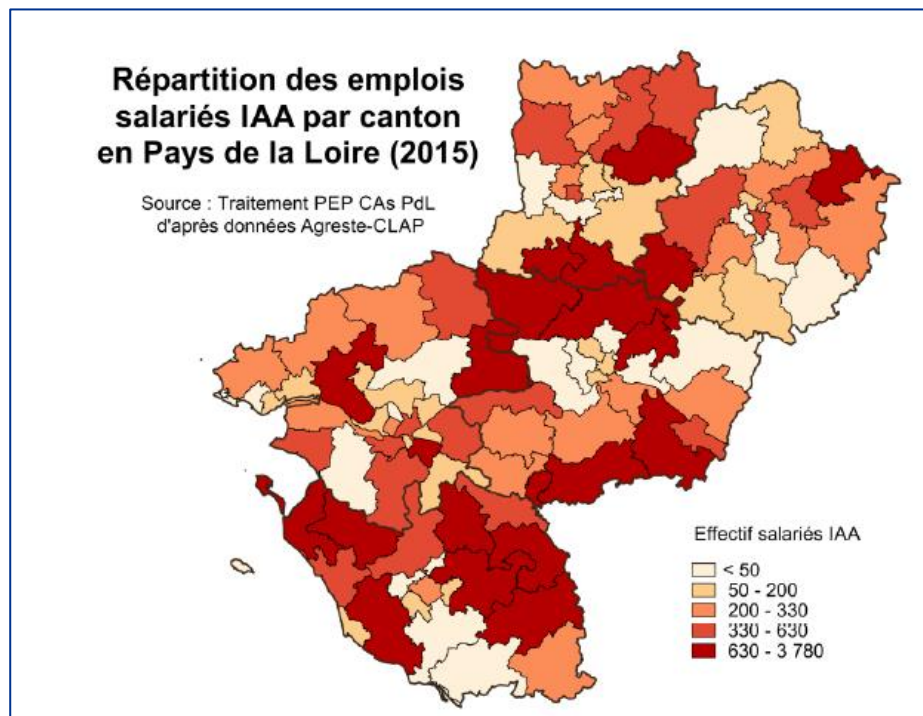 Répartition des emplois
salariés IAA par canton
en Pays de la Loire (2015)
Source : Traitement PEP CAs PdL
d'après données Agreste-CLAP
Effectif salariés IAA
< 50
50 - 200
200 - 330
330 - 630
630 - 3 780